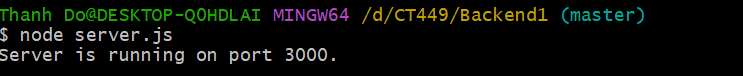 Thanh Do@DESKTOP-Q0HDLAI MINGW64 /d/CT449/Backend1 (master)
$ node server.js
Server is running on port 3000.